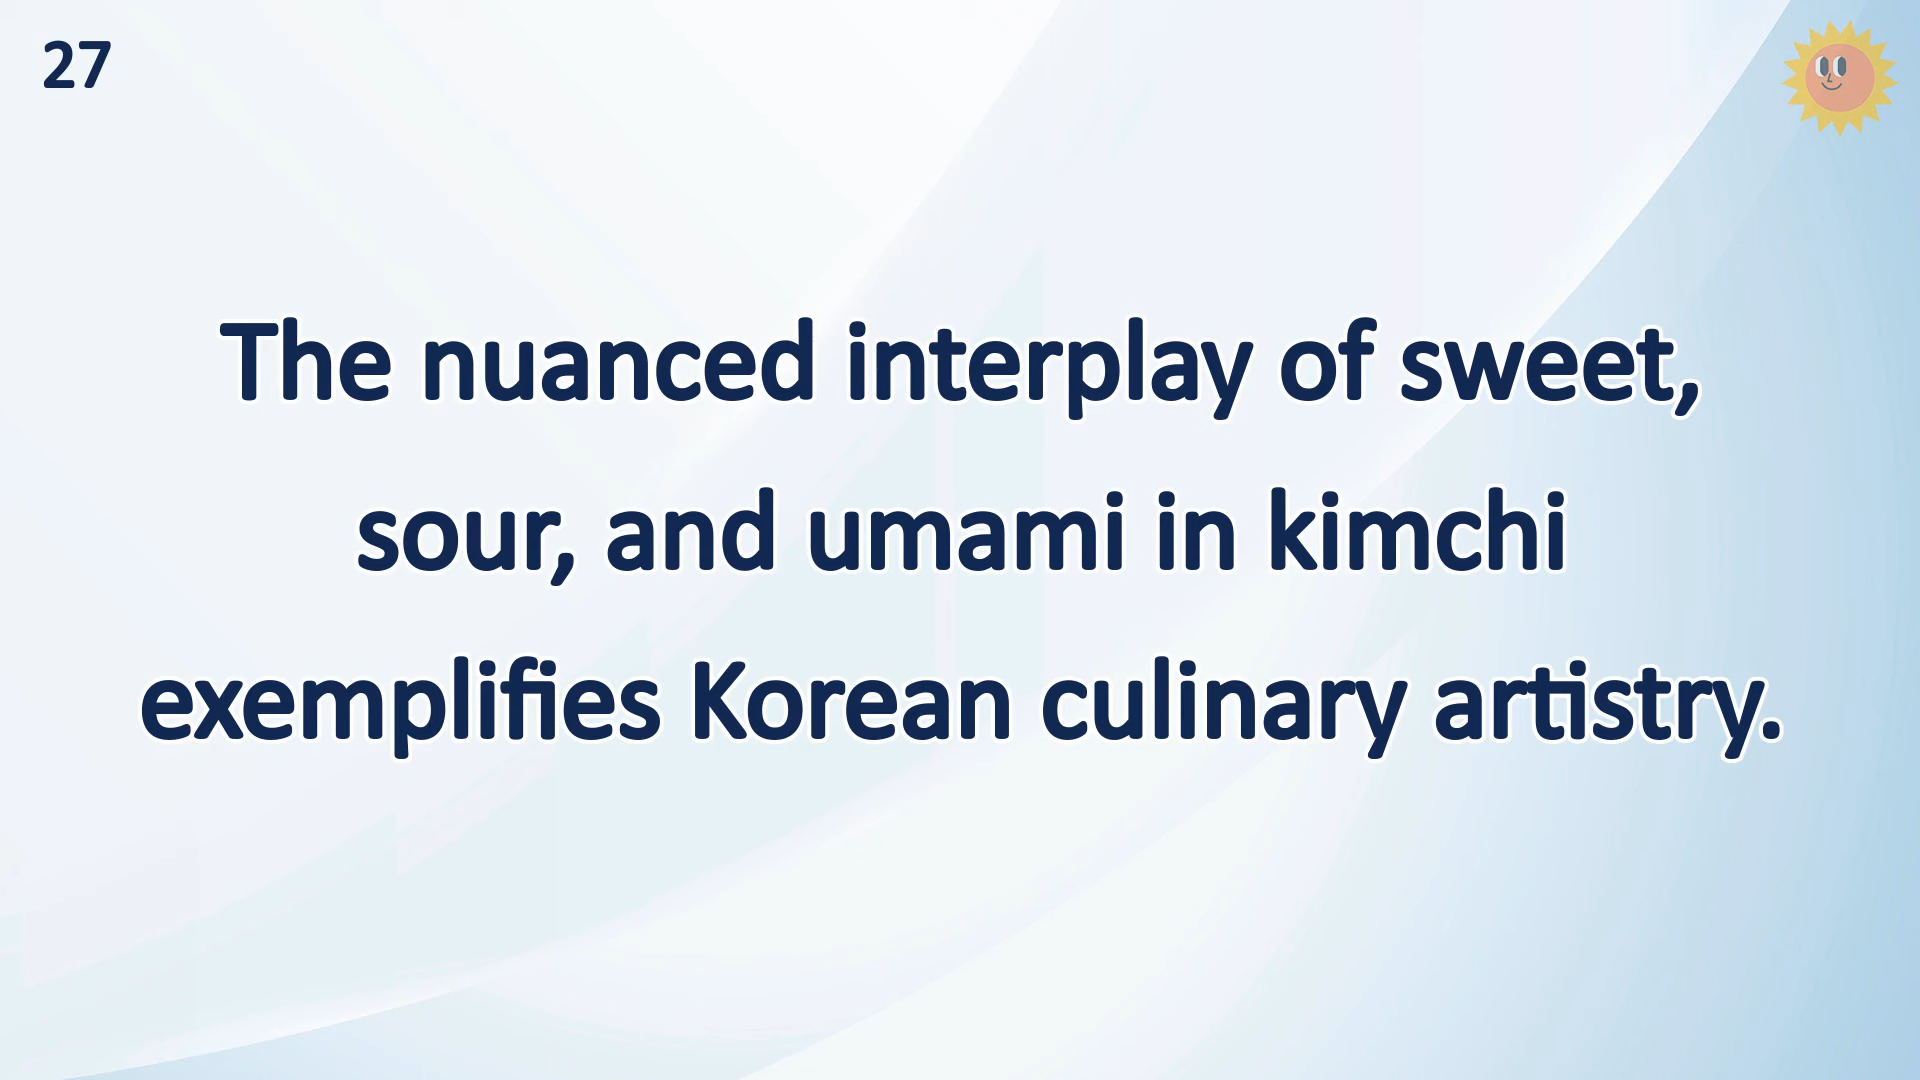 27
The nuanced interplay of sweet,
sour, and umami in kimchi
exemplifies Korean culinary artistry.